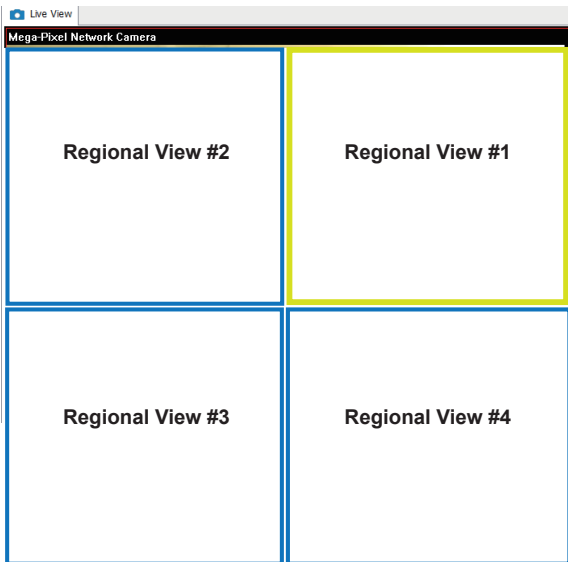 Live View
Mega-Pixel Network Camera
Regional View #2
Regional View #1
Regional View #3
Regional View #4